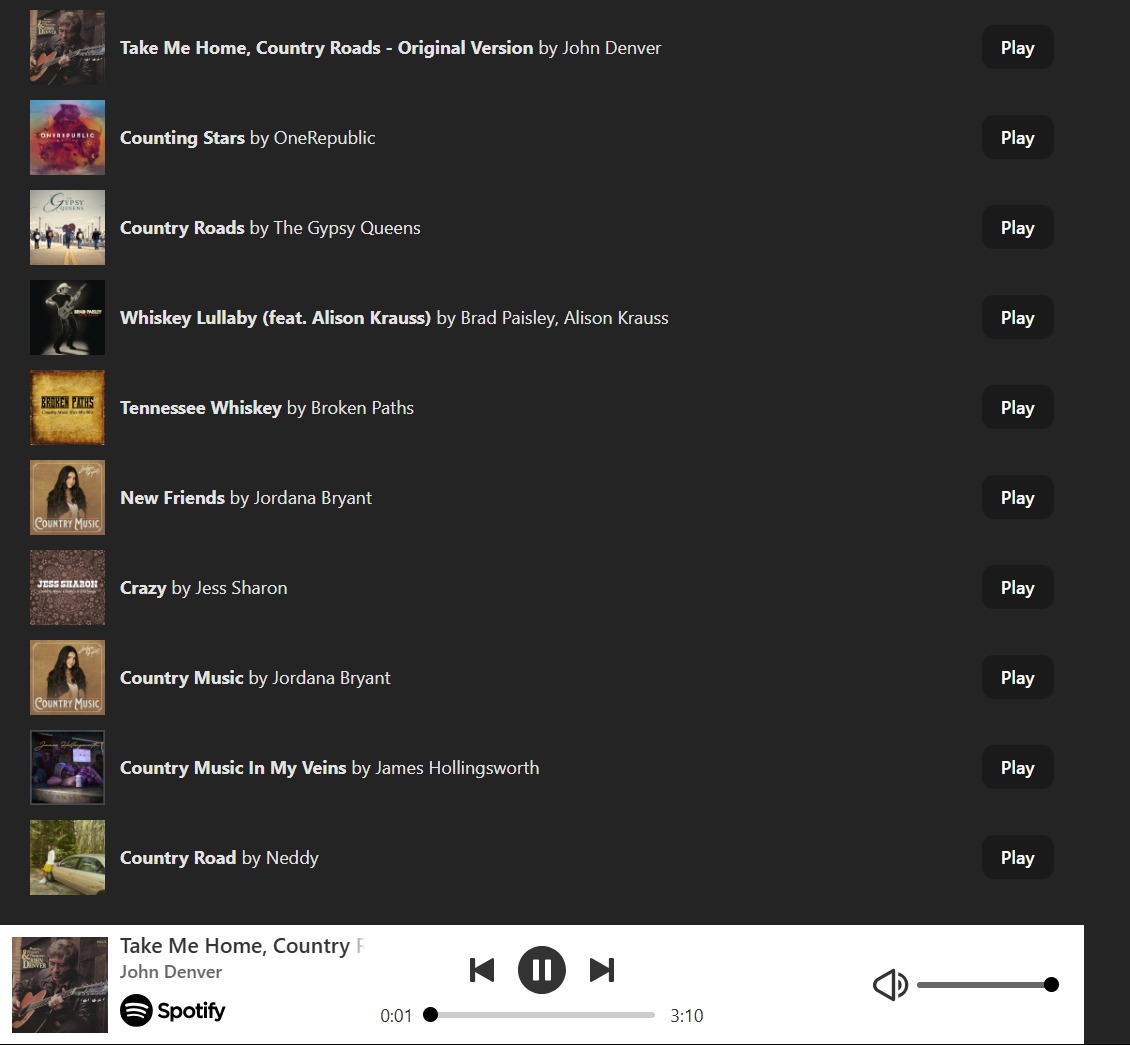 Take Me Home, Country Roads - Original Version by John Denver
Play
ONEREPUBLIC
Counting Stars by OneRepublic
Play
GYPSY
QUEENS
Country Roads by The Gypsy Queens
Play
BRAD PAISLEY
Whiskey Lullaby (feat. Alison Krauss) by Brad Paisley, Alison Krauss
Play
BROKEN PATHS
Tennessee Whiskey by Broken Paths
Play
COUNTRY MUSIC
New Friends by Jordana Bryant
Play
JESS SHARON
Crazy by Jess Sharon
Play
COUNTRY MUSIC
Country Music by Jordana Bryant
Play
Country Music In My Veins by James Hollingsworth
Play
Country Road by Neddy
Play
Take Me Home, Country
John Denver
Spotify
0:01
3:10